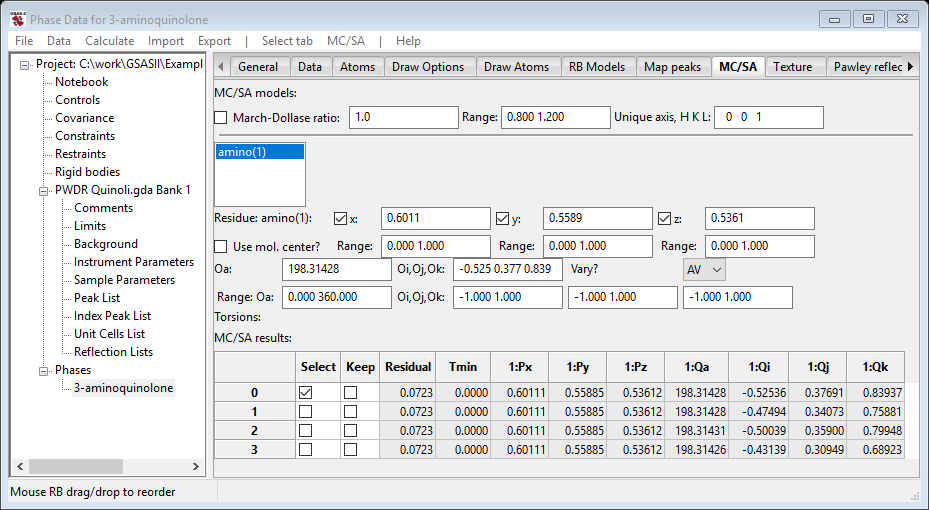 Phase Data for 3-aminoquinolone
File Data Calculate Import Export | Select tab MC/SA | Help
Project: C:\work\GSASII\Exampl
Notebook
Controls
Covariance
Constraints
Restraints
Rigid bodies
PWDR Quinoli.gda Bank 1
Comments
Limits
Background
Instrument Parameters
Sample Parameters
Peak List
Index Peak List
Unit Cells List
Reflection Lists
Phases
3-aminoquinolone
General Data Atoms Draw Options Draw Atoms RB Models Map peaks MC/SA Texture Pawley reflec
MC/SA models:
March-Dollase ratio: 1.0 Range: 0.800 1.200 Unique axis, H K L: 0 0 1
amino(1)
Residue: amino(1): x: 0.6011 y: 0.5589 z: 0.5361
Use mol. center? Range: 0.000 1.000 Range: 0.000 1.000 Range: 0.000 1.000
Oa: 198.31428 Oi,Oj,Ok: -0.525 0.377 0.839 Vary? AV
Range: Oa: 0.000 360.000 Oi,Oj,Ok: -1.000 1.000 -1.000 1.000 -1.000 1.000
Torsions:
MC/SA results:
Select Keep Residual Tmin 1:Px 1:Py 1:Pz 1:Qa 1:Qi 1:Qj 1:Qk
0 0.0723 0.0000 0.60111 0.55885 0.53612 198.31428 -0.52536 0.37691 0.83937
1 0.0723 0.0000 0.60111 0.55885 0.53612 198.31428 -0.47494 0.34073 0.75881
2 0.0723 0.0000 0.60111 0.55885 0.53612 198.31431 -0.50039 0.35900 0.79948
3 0.0723 0.0000 0.60111 0.55885 0.53612 198.31426 -0.43139 0.30949 0.68923
Mouse RB drag/drop to reorder